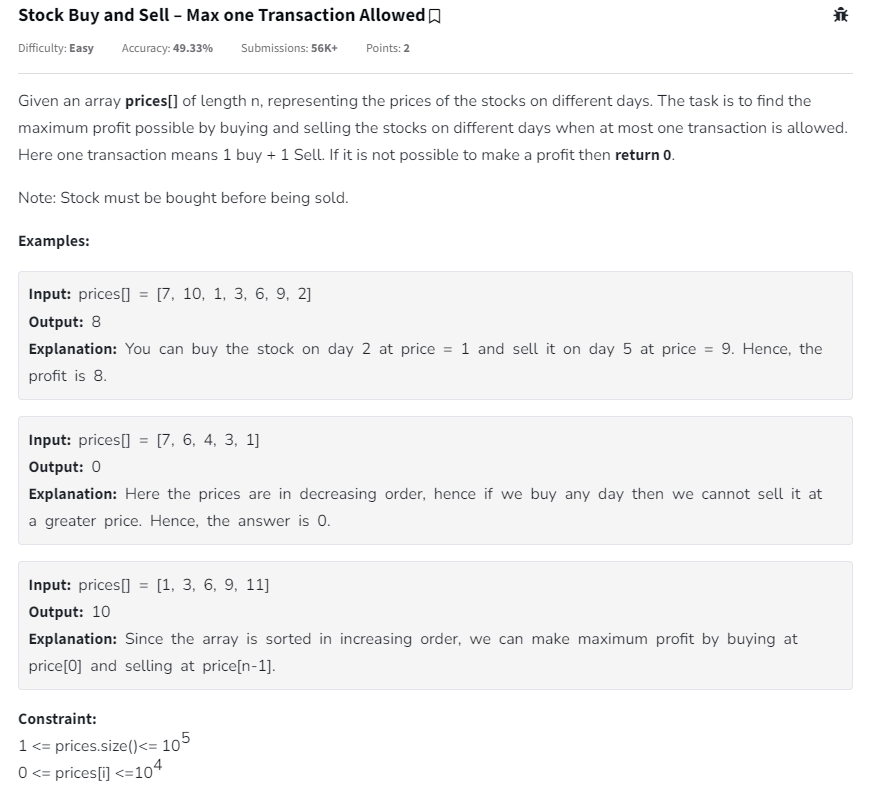 Stock Buy and Sell – Max one Transaction Allowed
Difficulty: Easy Accuracy: 49.33% Submissions: 56K+ Points: 2
Given an array prices[] of length n, representing the prices of the stocks on different days. The task is to find the
maximum profit possible by buying and selling the stocks on different days when at most one transaction is allowed.
Here one transaction means 1 buy + 1 Sell. If it is not possible to make a profit then return 0.
Note: Stock must be bought before being sold.
Examples:
Input: prices[] = [7, 10, 1, 3, 6, 9, 2]
Output: 8
Explanation: You can buy the stock on day 2 at price = 1 and sell it on day 5 at price = 9. Hence, the
profit is 8.
Input: prices[] = [7, 6, 4, 3, 1]
Output: 0
Explanation: Here the prices are in decreasing order, hence if we buy any day then we cannot sell it at
a greater price. Hence, the answer is 0.
Input: prices[] = [1, 3, 6, 9, 11]
Output: 10
Explanation: Since the array is sorted in increasing order, we can make maximum profit by buying at
price[0] and selling at price[n-1].
Constraint:
1 <= prices.size()<= 10^5
0 <= prices[i] <=10^4